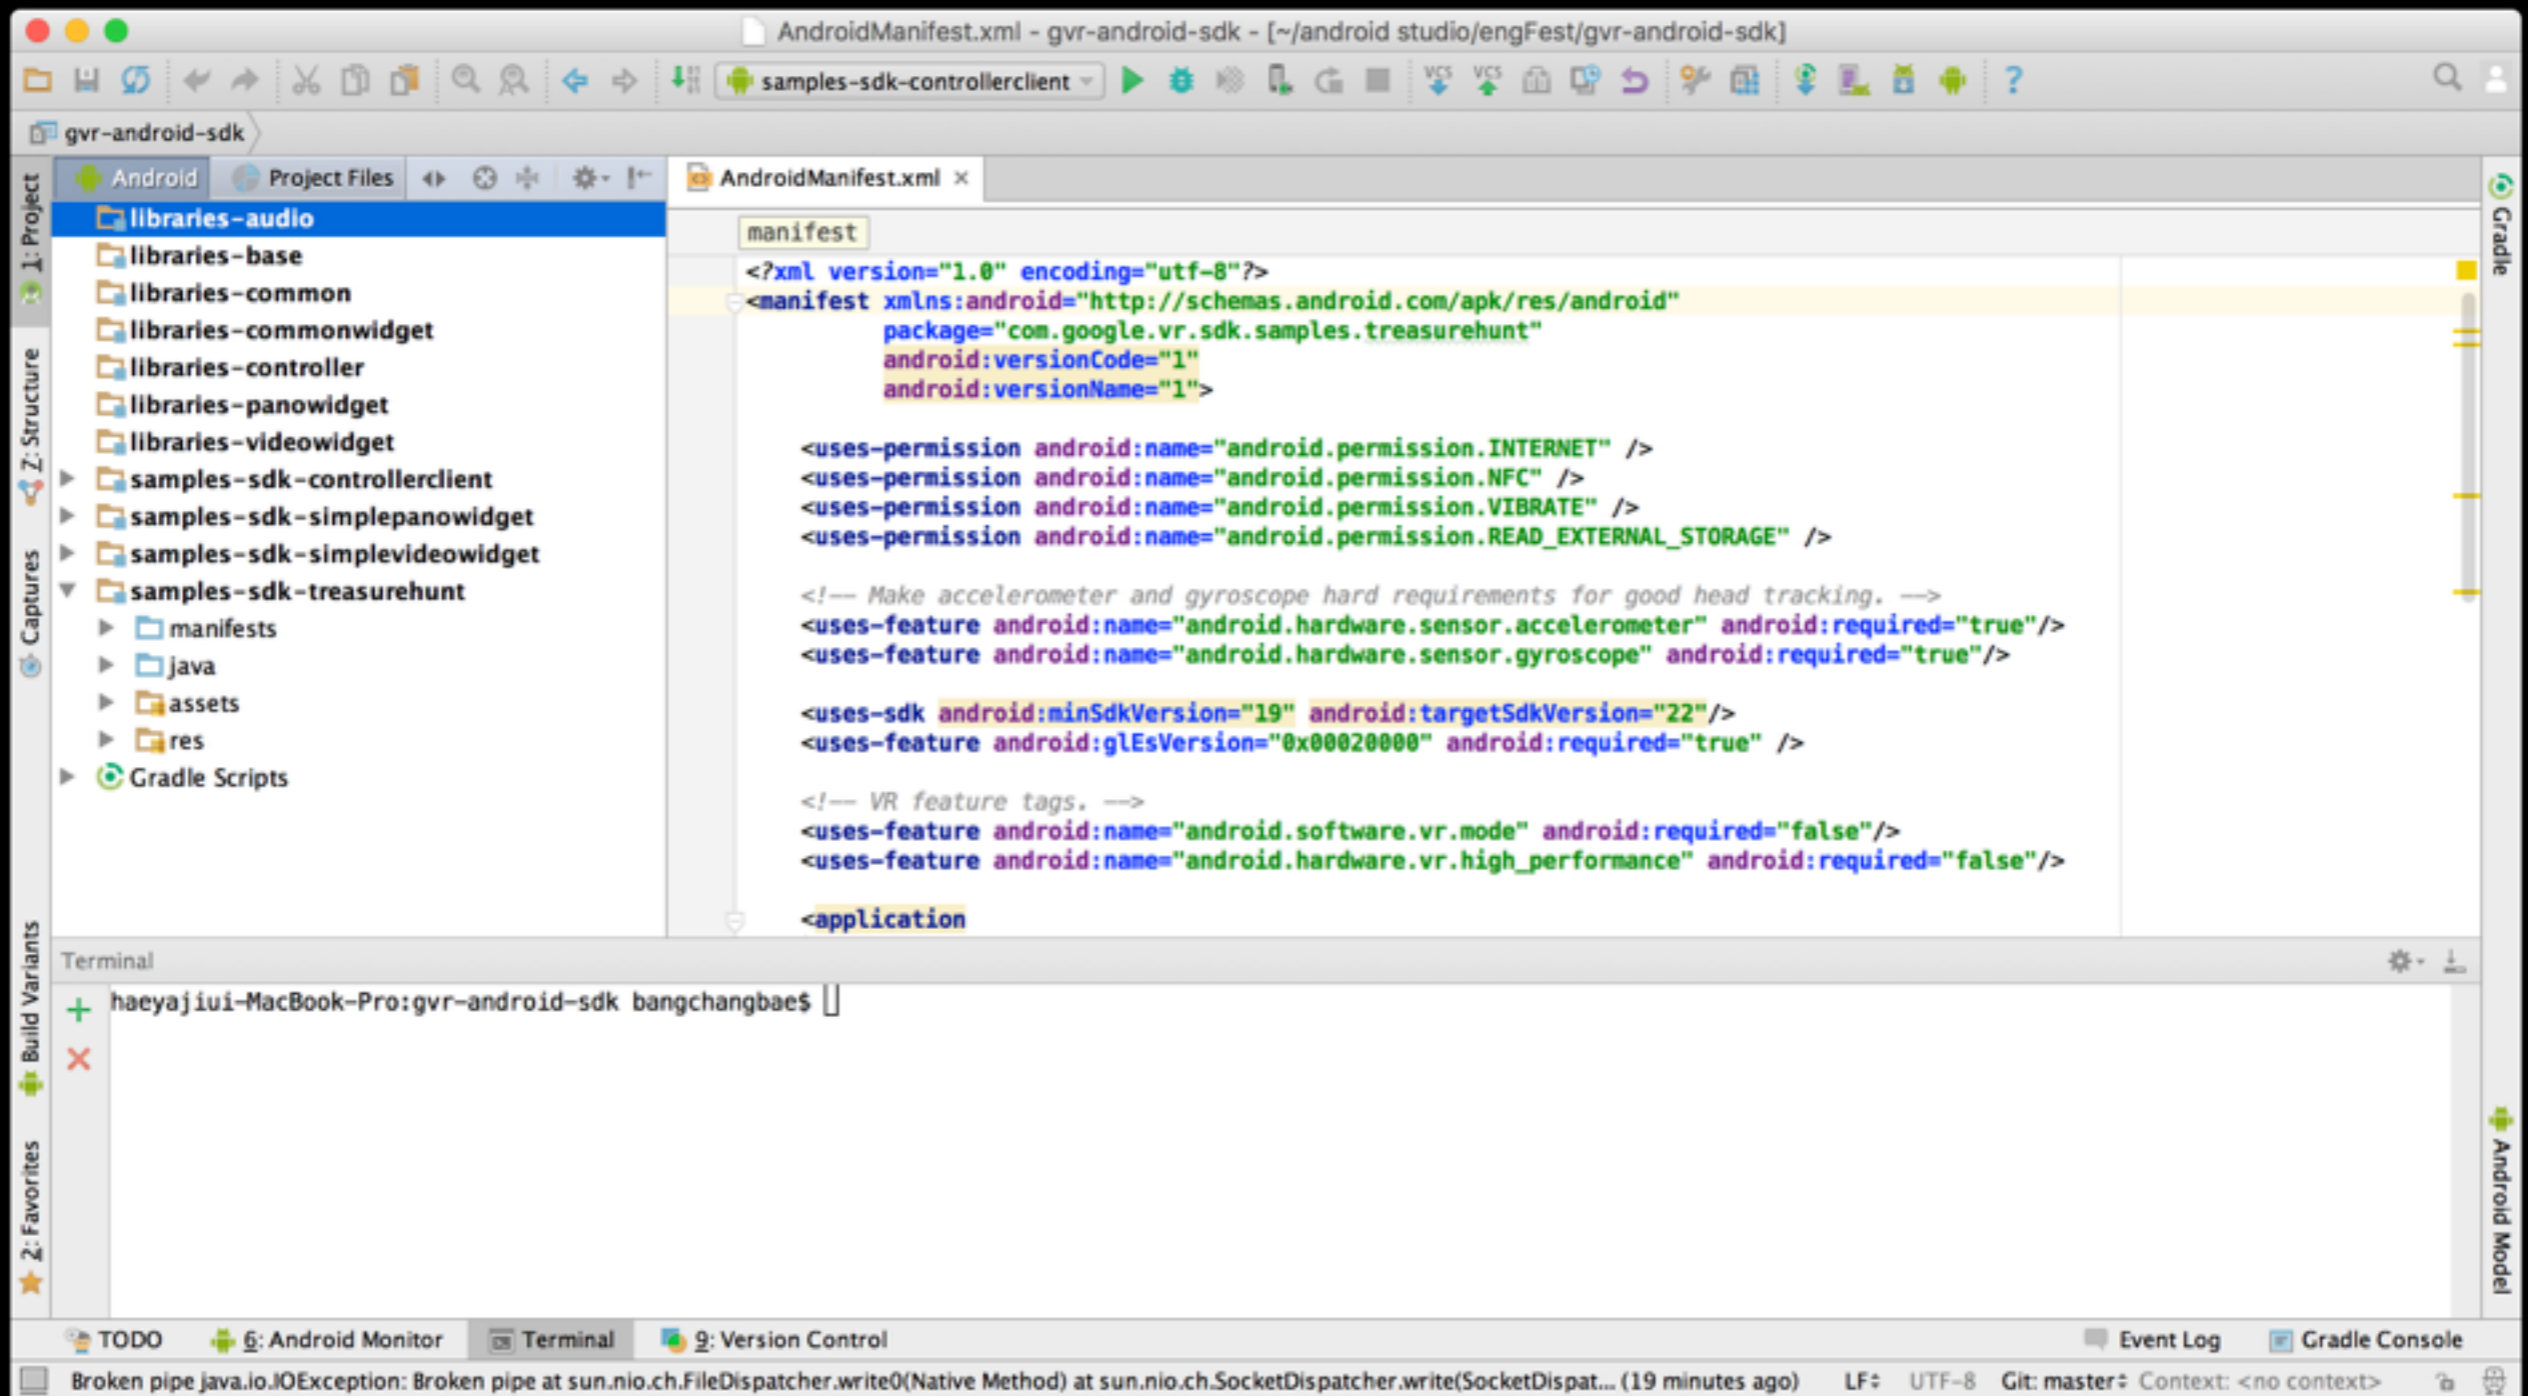 AndroidManifest.xml - gvr-android-sdk - [~/android studio/engFest/gvr-android-sdk]
samples-sdk-controllerclient
VCS VCS
?
gvr-android-sdk
Android Project Files
AndroidManifest.xml ×
1: Project
Z: Structure
Captures
Build Variants
2: Favorites
libraries-audio
libraries-base
libraries-common
libraries-commonwidget
libraries-controller
libraries-panowidget
libraries-videowidget
samples-sdk-controllerclient
samples-sdk-simplepanowidget
samples-sdk-simplevideowidget
samples-sdk-treasurehunt
manifests
java
assets
res
Gradle Scripts
manifest
<?xml version="1.0" encoding="utf-8"?>
<manifest xmlns:android="http://schemas.android.com/apk/res/android"
package="com.google.vr.sdk.samples.treasurehunt"
android:versionCode="1"
android:versionName="1">
<uses-permission android:name="android.permission.INTERNET" />
<uses-permission android:name="android.permission.NFC" />
<uses-permission android:name="android.permission.VIBRATE" />
<uses-permission android:name="android.permission.READ_EXTERNAL_STORAGE" />
<!-- Make accelerometer and gyroscope hard requirements for good head tracking. -->
<uses-feature android:name="android.hardware.sensor.accelerometer" android:required="true"/>
<uses-feature android:name="android.hardware.sensor.gyroscope" android:required="true"/>
<uses-sdk android:minSdkVersion="19" android:targetSdkVersion="22"/>
<uses-feature android:glEsVersion="0x00020000" android:required="true" />
<!-- VR feature tags. -->
<uses-feature android:name="android.software.vr.mode" android:required="false"/>
<uses-feature android:name="android.hardware.vr.high_performance" android:required="false"/>
<application
Gradle
Android Model
Terminal
haeyajiui-MacBook-Pro:gvr-android-sdk bangchangbae$
TODO 6: Android Monitor Terminal 9: Version Control Event Log Gradle Console
Broken pipe java.io.IOException: Broken pipe at sun.nio.ch.FileDispatcher.write0(Native Method) at sun.nio.ch.SocketDispatcher.write(SocketDispat... (19 minutes ago) LF UTF-8 Git: master Context: <no context>